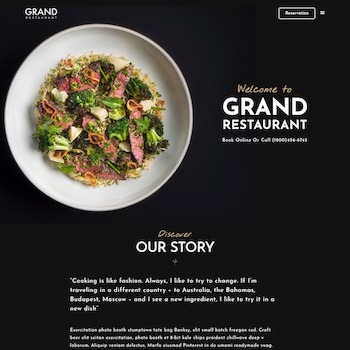 GRAND
RESTAURANT
Reservation
Welcome to
GRAND
RESTAURANT
Book Online Or Call (1800)456-6743
Discover
OUR STORY
"Cooking is like fashion. Always, I like to try to change. If I'm
traveling in a different country – to Australia, the Bahamas,
Budapest, Moscow – and I see a new ingredient, I like to try it in a
new dish"
Exercitation photo booth stumptown tote bag Banksy, elit small batch freegan sed. Craft
beer elit seitan exercitation, photo booth et 8-bit kale chips proident chillwave deep v
laborum. Aliquip veniam delectus, Marfa eiusmod Pinterest in do umami readymade swag.